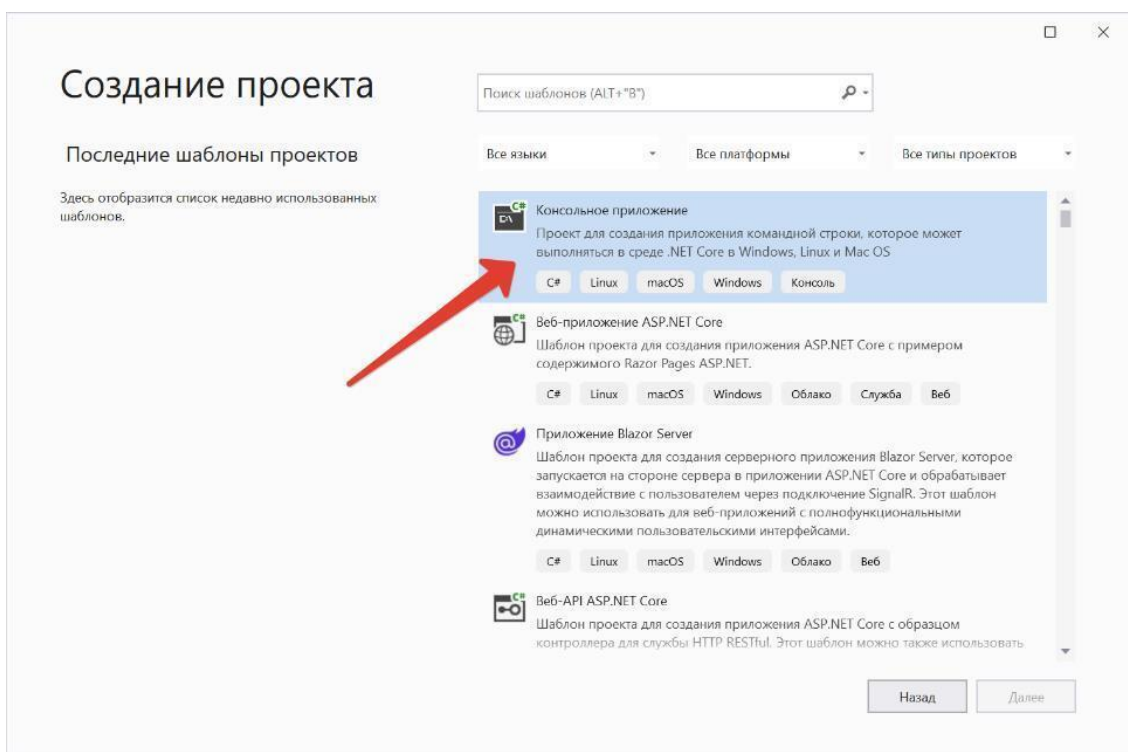 Создание проекта
Поиск шаблонов (ALT+"В")
Последние шаблоны проектов
Все языки
Все платформы
Все типы проектов
Здесь отобразится список недавно использованных
шаблонов.
C#
Консольное приложение
Проект для создания приложения командной строки, которое может
выполняться в среде .NET Core в Windows, Linux и Mac OS
C# Linux macOS Windows Консоль
C#
Веб-приложение ASP.NET Core
Шаблон проекта для создания приложения ASP.NET Core с примером
содержимого Razor Pages ASP.NET.
C# Linux macOS Windows Облако Служба Веб
Приложение Blazor Server
Шаблон проекта для создания серверного приложения Blazor Server, которое
запускается на стороне сервера в приложении ASP.NET Core и обрабатывает
взаимодействие с пользователем через подключение SignalR. Этот шаблон
можно использовать для веб-приложений с полнофункциональными
динамическими пользовательскими интерфейсами.
C# Linux macOS Windows Облако Веб
C#
Веб-API ASP.NET Core
Шаблон проекта для создания приложения ASP.NET Core с образцом
контроллера для службы HTTP RESTful. Этот шаблон можно также использовать
Назад
Далее